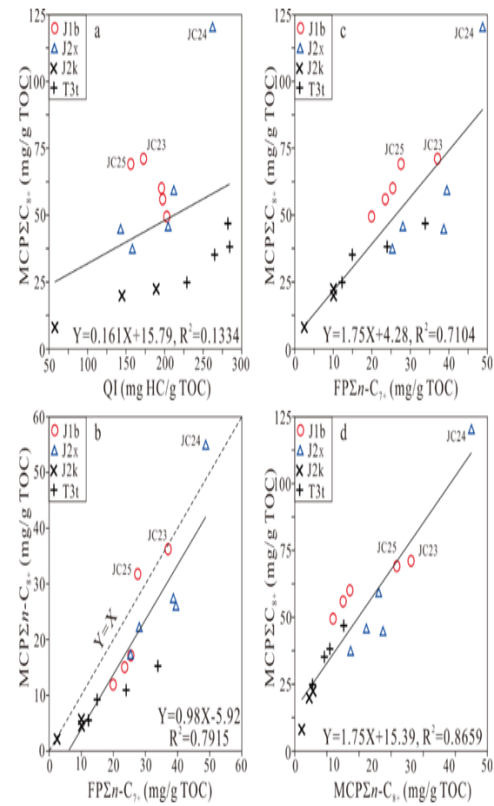 a
J1b
J2x
J2k
T3t
JC24
JC25
JC23
125
100
75
50
25
0
MCPΣC₈₊ (mg/g TOC)
Y=0.161X+15.79, R²=0.1334
50 100 150 200 250 300
QI (mg HC/g TOC)
c
J1b
J2x
J2k
T3t
JC24
JC25
JC23
125
100
75
50
25
0
MCPΣC₈₊ (mg/g TOC)
Y=1.75X+4.28, R²=0.7104
0 10 20 30 40 50
FPΣn-C₇₊ (mg/g TOC)
b
J1b
J2x
J2k
T3t
JC24
JC23
JC25
Y=X
60
50
40
30
20
10
0
MCPΣn-C₈₊ (mg/g TOC)
Y=0.98X-5.92
R²=0.7915
0 10 20 30 40 50 60
FPΣn-C₇₊ (mg/g TOC)
d
J1b
J2x
J2k
T3t
JC24
JC25
JC23
125
100
75
50
25
0
MCPΣC₈₊ (mg/g TOC)
Y=1.75X+15.39, R²=0.8659
0 10 20 30 40 50
MCPΣn-C₈₊ (mg/g TOC)